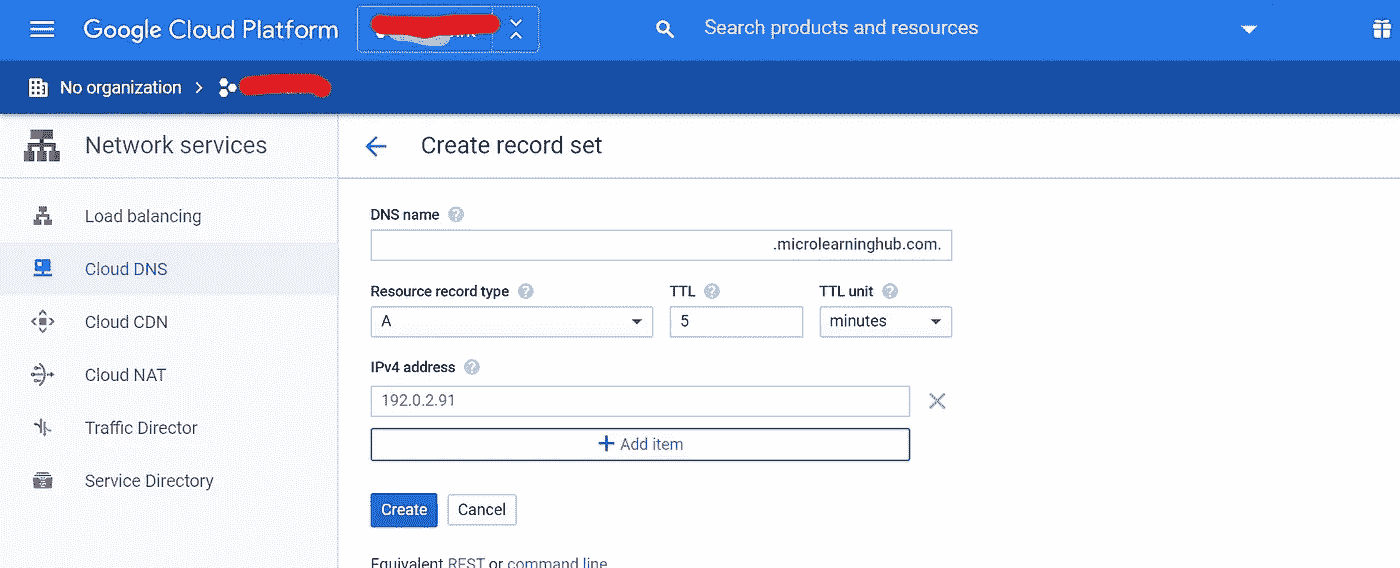 Google Cloud Platform
Search products and resources
No organization
Network services
Create record set
Load balancing
Cloud DNS
Cloud CDN
Cloud NAT
Traffic Director
Service Directory
DNS name
.microlearninghub.com.
Resource record type
TTL
TTL unit
A
5
minutes
IPv4 address
192.0.2.91
Add item
Create
Cancel
Equivalent REST or command line